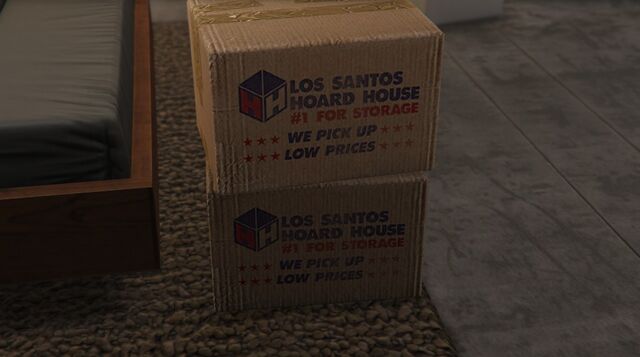 LOS SANTOS
HOARD HOUSE
#1 FOR STORAGE
WE PICK UP
LOW PRICES
LOS SANTOS
HOARD HOUSE
#1 FOR STORAGE
WE PICK UP
LOW PRICES